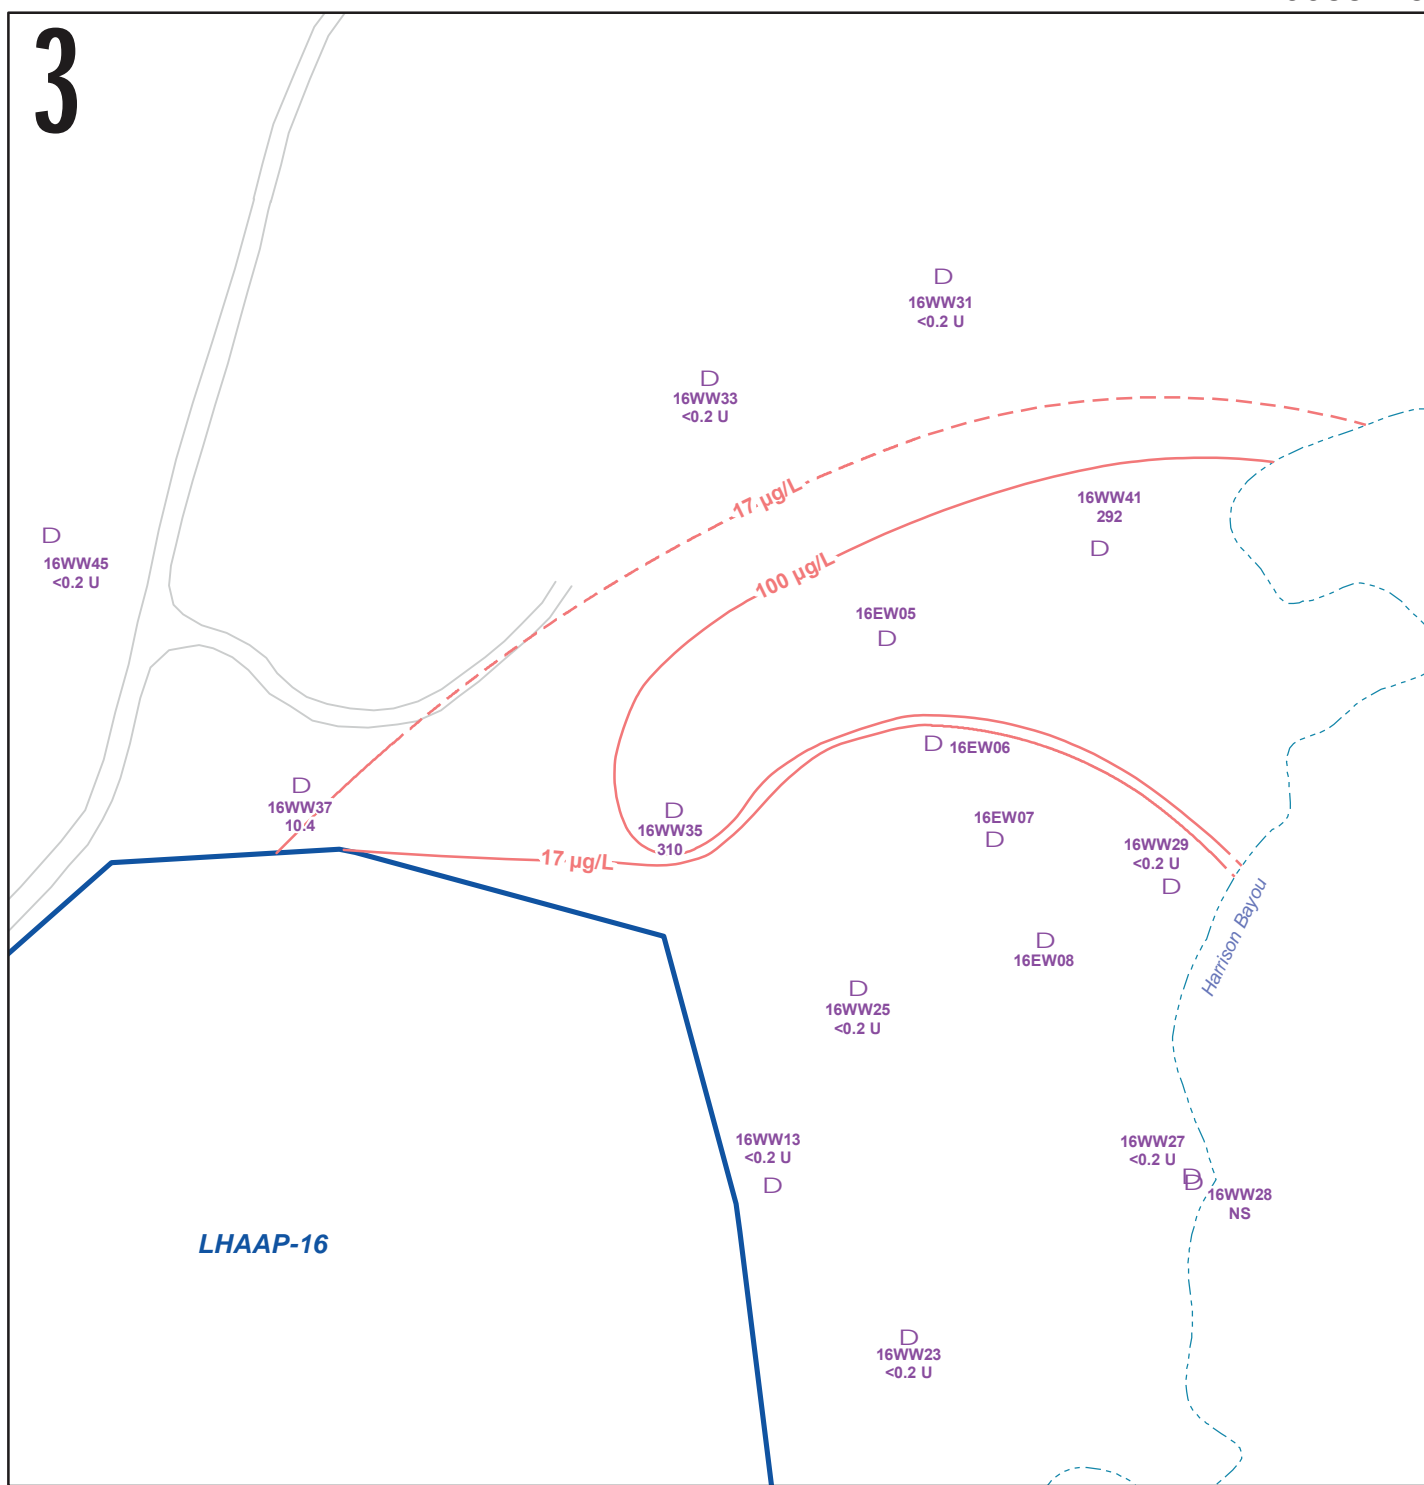 3
D
16WW31
<0.2 U
D
16WW33
<0.2 U
17 µg/L
16WW41
292
D
D
16WW45
<0.2 U
100 µg/L
16EW05
D
D
16EW06
D
16WW37
10.4
D
16WW35
310
16EW07
D
17 µg/L
16WW29
<0.2 U
D
Harrison Bayou
D
16EW08
D
16WW25
<0.2 U
16WW13
<0.2 U
D
16WW27
<0.2 U
D
D
16WW28
NS
LHAAP-16
D
16WW23
<0.2 U